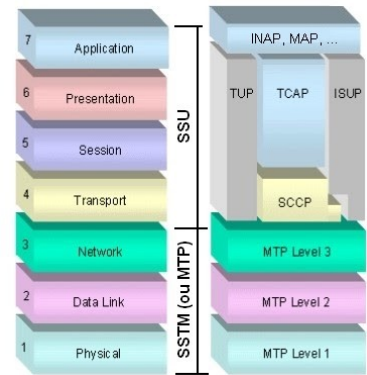 7 Application
6 Presentation
5 Session
4 Transport
3 Network
2 Data Link
1 Physical
SSU
SSTM (ou MTP)
INAP, MAP, ...
TUP TCAP ISUP
SCCP
MTP Level 3
MTP Level 2
MTP Level 1